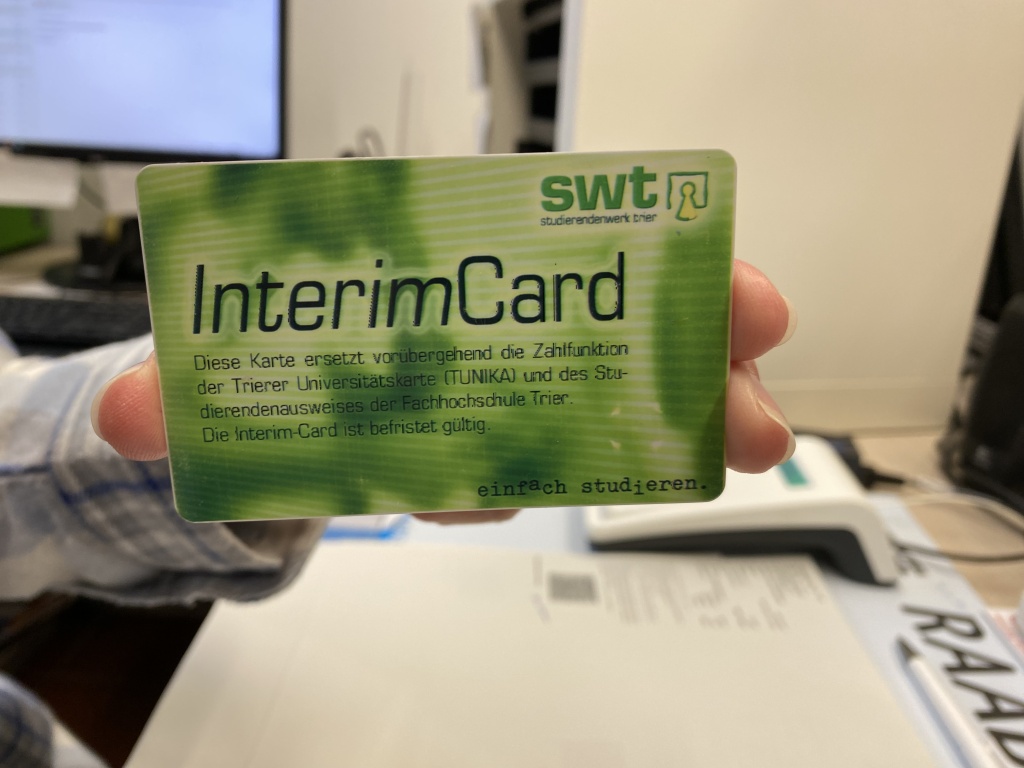 swt
studierendenwerk trier
InterimCard
Diese Karte ersetzt vorübergehend die Zahlfunktion
der Trierer Universitätskarte (TUNIKA) und des Stu-
dierendenausweises der Fachhochschule Trier.
Die Interim-Card ist befristet gültig.
einfach studieren.
RAAD